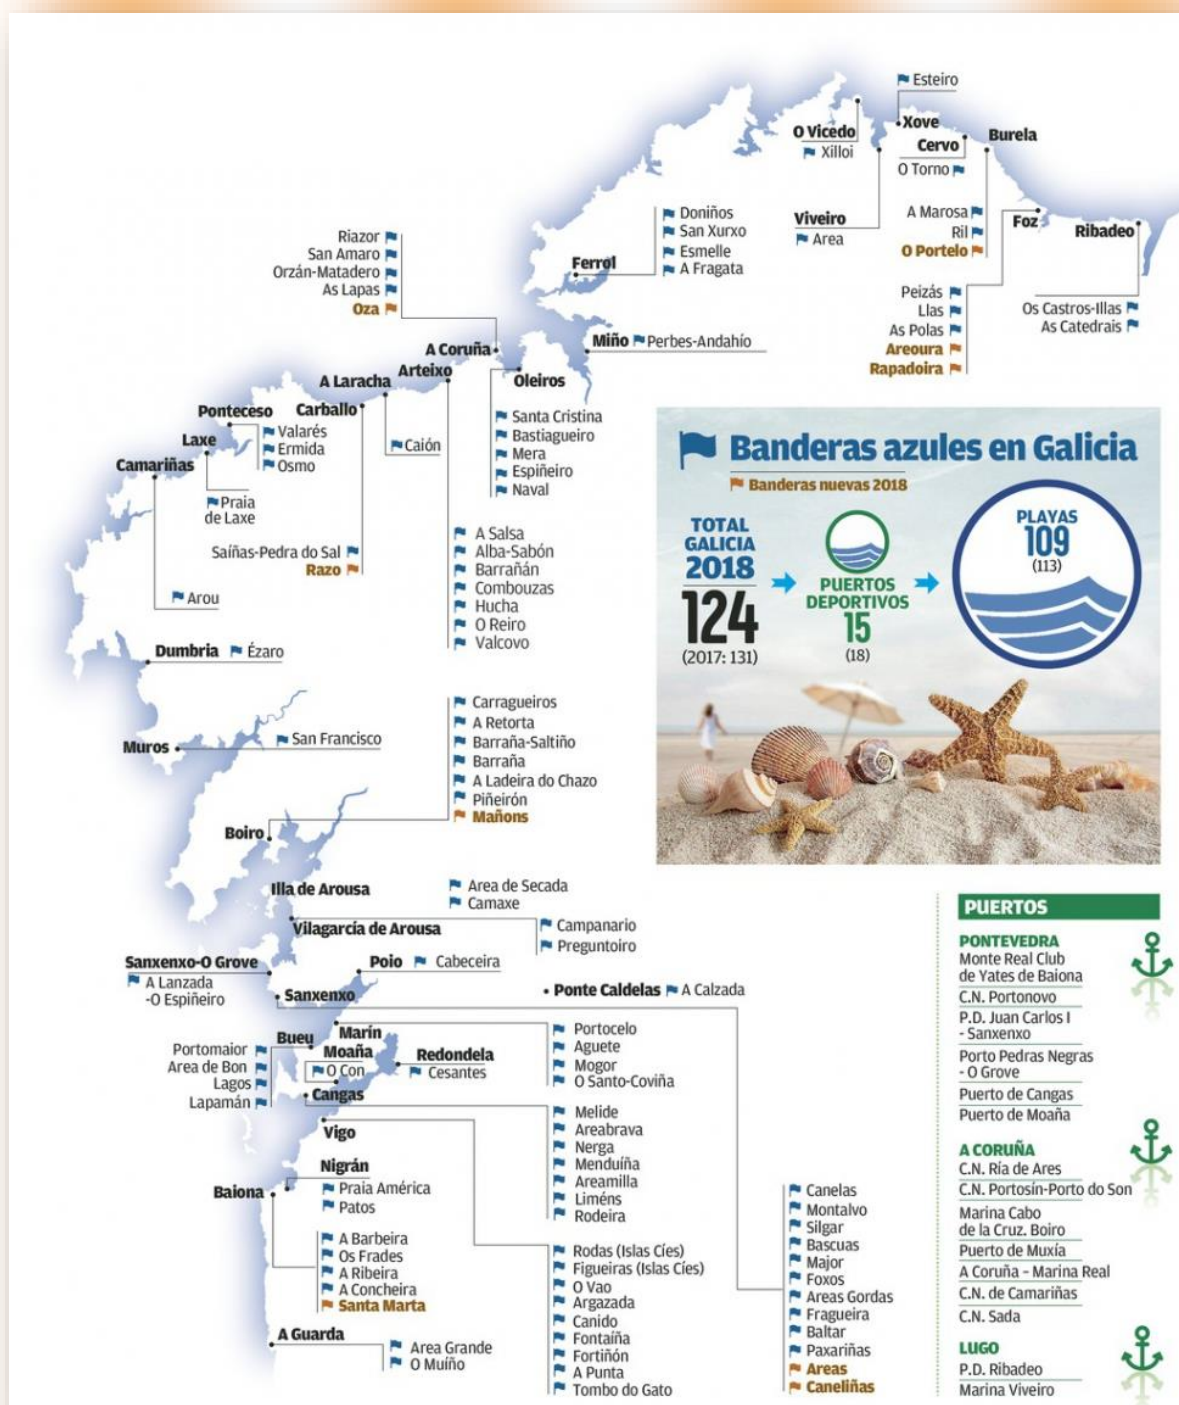 Esteiro
Xove
O Vicedo
Xilloi
Cervo
O Torno
Burela
A Marosa
Ril
O Portelo
Viveiro
Area
Foz
Peizás
Llas
As Polas
Areoura
Rapadoira
Ribadeo
Os Castros-Illas
As Catedrais
Doniños
San Xurxo
Esmelle
A Fragata
Ferrol
Riazor
San Amaro
Orzán-Matadero
As Lapas
Oza
A Coruña
Miño
Perbes-Andahío
Oleiros
Santa Cristina
Bastiagueiro
Mera
Espiñeiro
Naval
Arteixo
A Salsa
Alba-Sabón
Barrañán
Combouzas
Hucha
O Reiro
Valcovo
A Laracha
Caión
Carballo
Saíñas-Pedra do Sal
Razo
Ponteceso
Valarés
Ermida
Osmo
Laxe
Praia
de Laxe
Camariñas
Arou
Dumbria
Ézaro
Muros
San Francisco
Boiro
Carragueiros
A Retorta
Barraña-Saltiño
Barraña
A Ladeira do Chazo
Piñeirón
Mañons
Banderas azules en Galicia
Banderas nuevas 2018
TOTAL
GALICIA
2018
124
(2017: 131)
PUERTOS
DEPORTIVOS
15
(18)
PLAYAS
109
(113)
Illa de Arousa
Area de Secada
Camaxe
Vilagarcía de Arousa
Campanario
Preguntoiro
Sanxenxo-O Grove
A Lanzada
-O Espiñeiro
Poio
Cabeceira
Sanxenxo
Ponte Caldelas
A Calzada
Marín
Portocelo
Aguete
Mogor
O Santo-Coviña
Bueu
Portomaior
Area de Bon
Lagos
Lapamán
Moaña
O Con
Redondela
Cesantes
Cangas
Melide
Areabrava
Nerga
Menduíña
Areamilla
Liméns
Rodeira
Vigo
Rodas (Islas Cíes)
Figueiras (Islas Cíes)
O Vao
Argazada
Canido
Fontaíña
Fortiñón
A Punta
Tombo do Gato
Nigrán
Praia América
Patos
Baiona
A Barbeira
Os Frades
A Ribeira
A Concheira
Santa Marta
A Guarda
Area Grande
O Muíño
Canelas
Montalvo
Silgar
Bascuas
Major
Foxos
Areas Gordas
Fragueira
Baltar
Paxariñas
Areas
Caneliñas
PUERTOS
PONTEVEDRA
Monte Real Club
de Yates de Baiona
C.N. Portonovo
P.D. Juan Carlos I
- Sanxenxo
Porto Pedras Negras
- O Grove
Puerto de Cangas
Puerto de Moaña
A CORUÑA
C.N. Ría de Ares
C.N. Portosín-Porto do Son
Marina Cabo
de la Cruz. Boiro
Puerto de Muxía
A Coruña - Marina Real
C.N. de Camariñas
C.N. Sada
LUGO
P.D. Ribadeo
Marina Viveiro